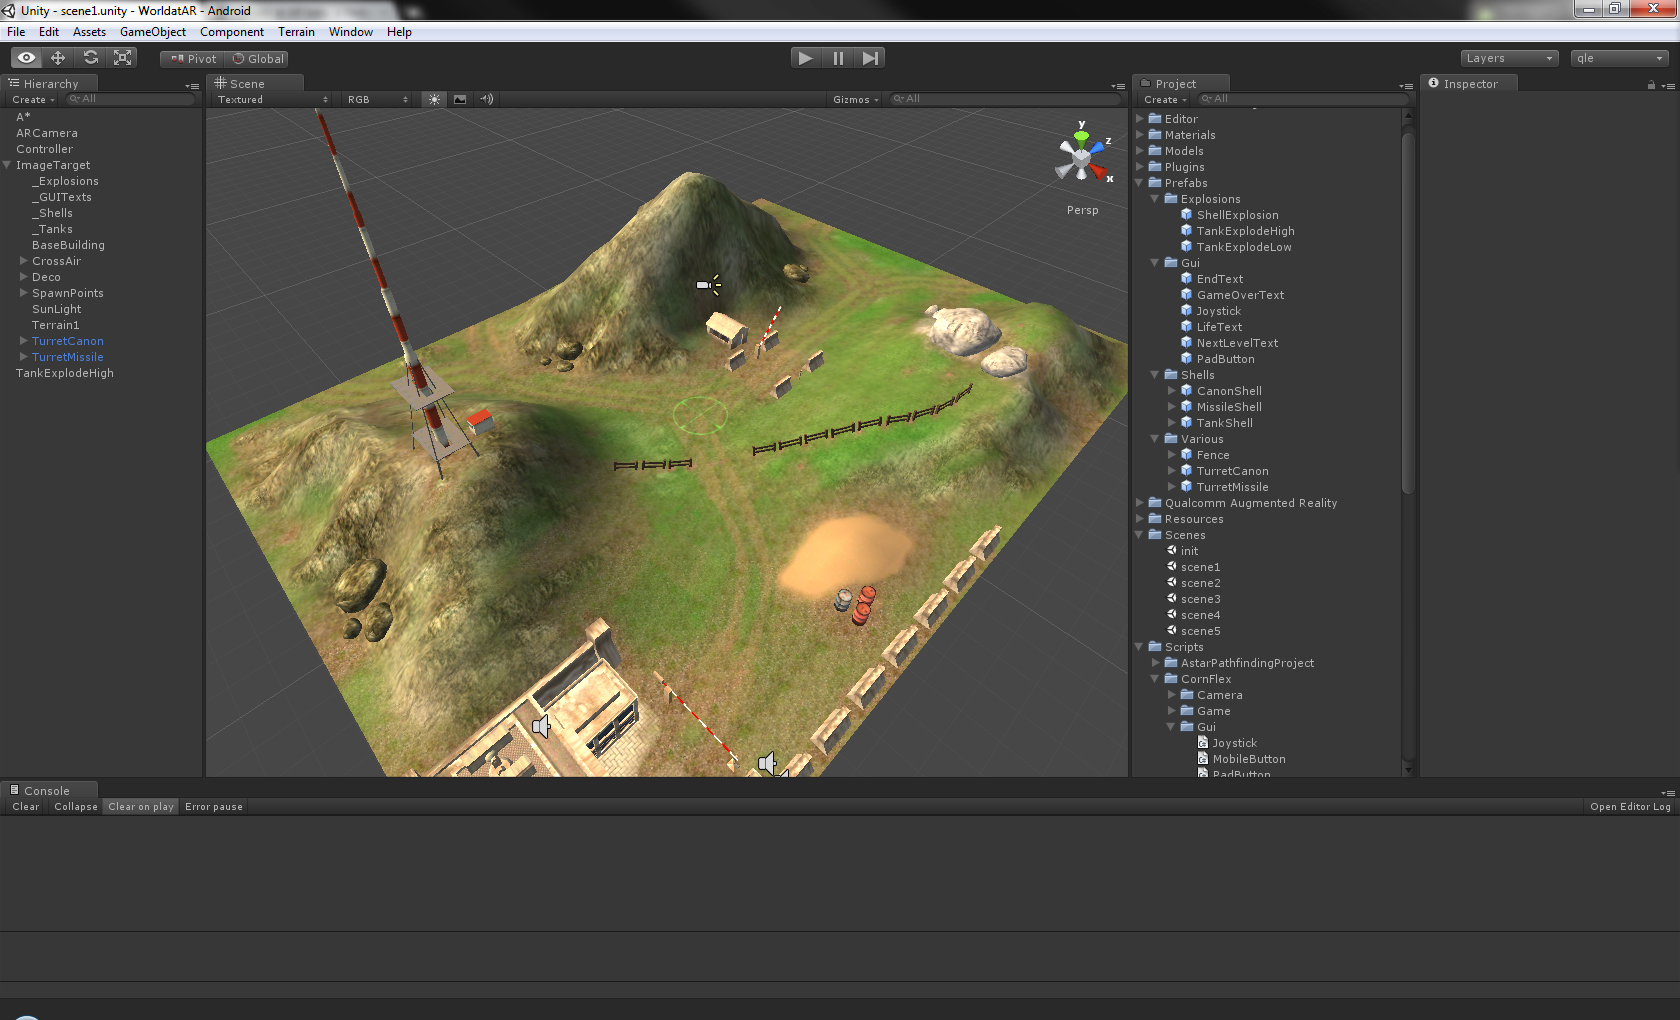 Unity - scene1.unity - WorldatAR - Android
File Edit Assets GameObject Component Terrain Window Help
Pivot Global Layers qle
Hierarchy
Create All
A*
ARCamera
Controller
ImageTarget
_Explosions
_GUITexts
_Shells
_Tanks
BaseBuilding
CrossAir
Deco
SpawnPoints
SunLight
Terrain1
TurretCanon
TurretMissile
TankExplodeHigh
Scene
Textured RGB Gizmos All
y
z
x
Persp
Project
Create All
Editor
Materials
Models
Plugins
Prefabs
Explosions
ShellExplosion
TankExplodeHigh
TankExplodeLow
Gui
EndText
GameOverText
Joystick
LifeText
NextLevelText
PadButton
Shells
CanonShell
MissileShell
TankShell
Various
Fence
TurretCanon
TurretMissile
Qualcomm Augmented Reality
Resources
Scenes
init
scene1
scene2
scene3
scene4
scene5
Scripts
AstarPathfindingProject
CornFlex
Camera
Game
Gui
Joystick
MobileButton
PadButton
Inspector
Console
Clear Collapse Clear on play Error pause Open Editor Log